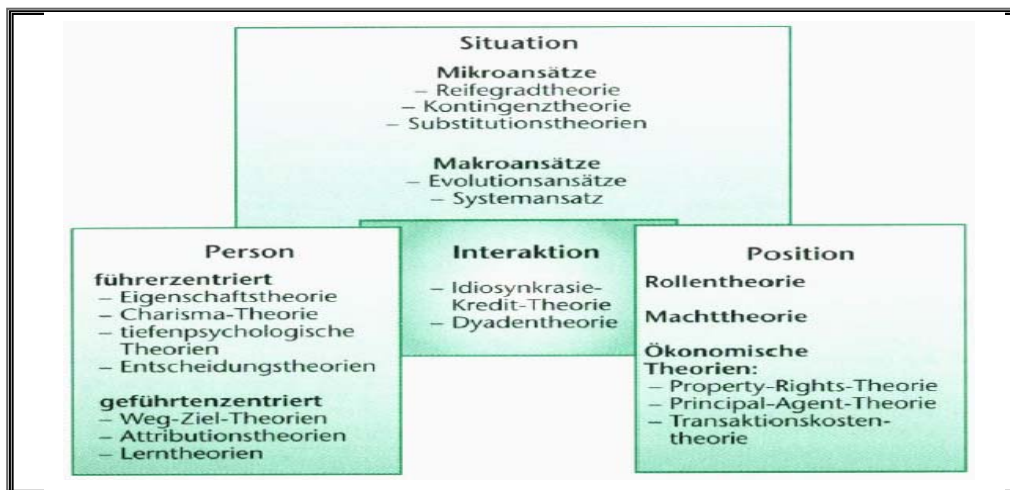 Situation
Mikroansätze
– Reifegradtheorie
– Kontingenztheorie
– Substitutionstheorien
Makroansätze
– Evolutionsansätze
– Systemansatz
Person
führerzentriert
– Eigenschaftstheorie
– Charisma-Theorie
– tiefenpsychologische
Theorien
– Entscheidungstheorien
geführtenzentriert
– Weg-Ziel-Theorien
– Attributionstheorien
– Lerntheorien
Interaktion
– Idiosynkrasie-
Kredit-Theorie
– Dyadentheorie
Position
Rollentheorie
Machttheorie
Ökonomische
Theorien:
– Property-Rights-Theorie
– Principal-Agent-Theorie
– Transaktionskosten-
theorie